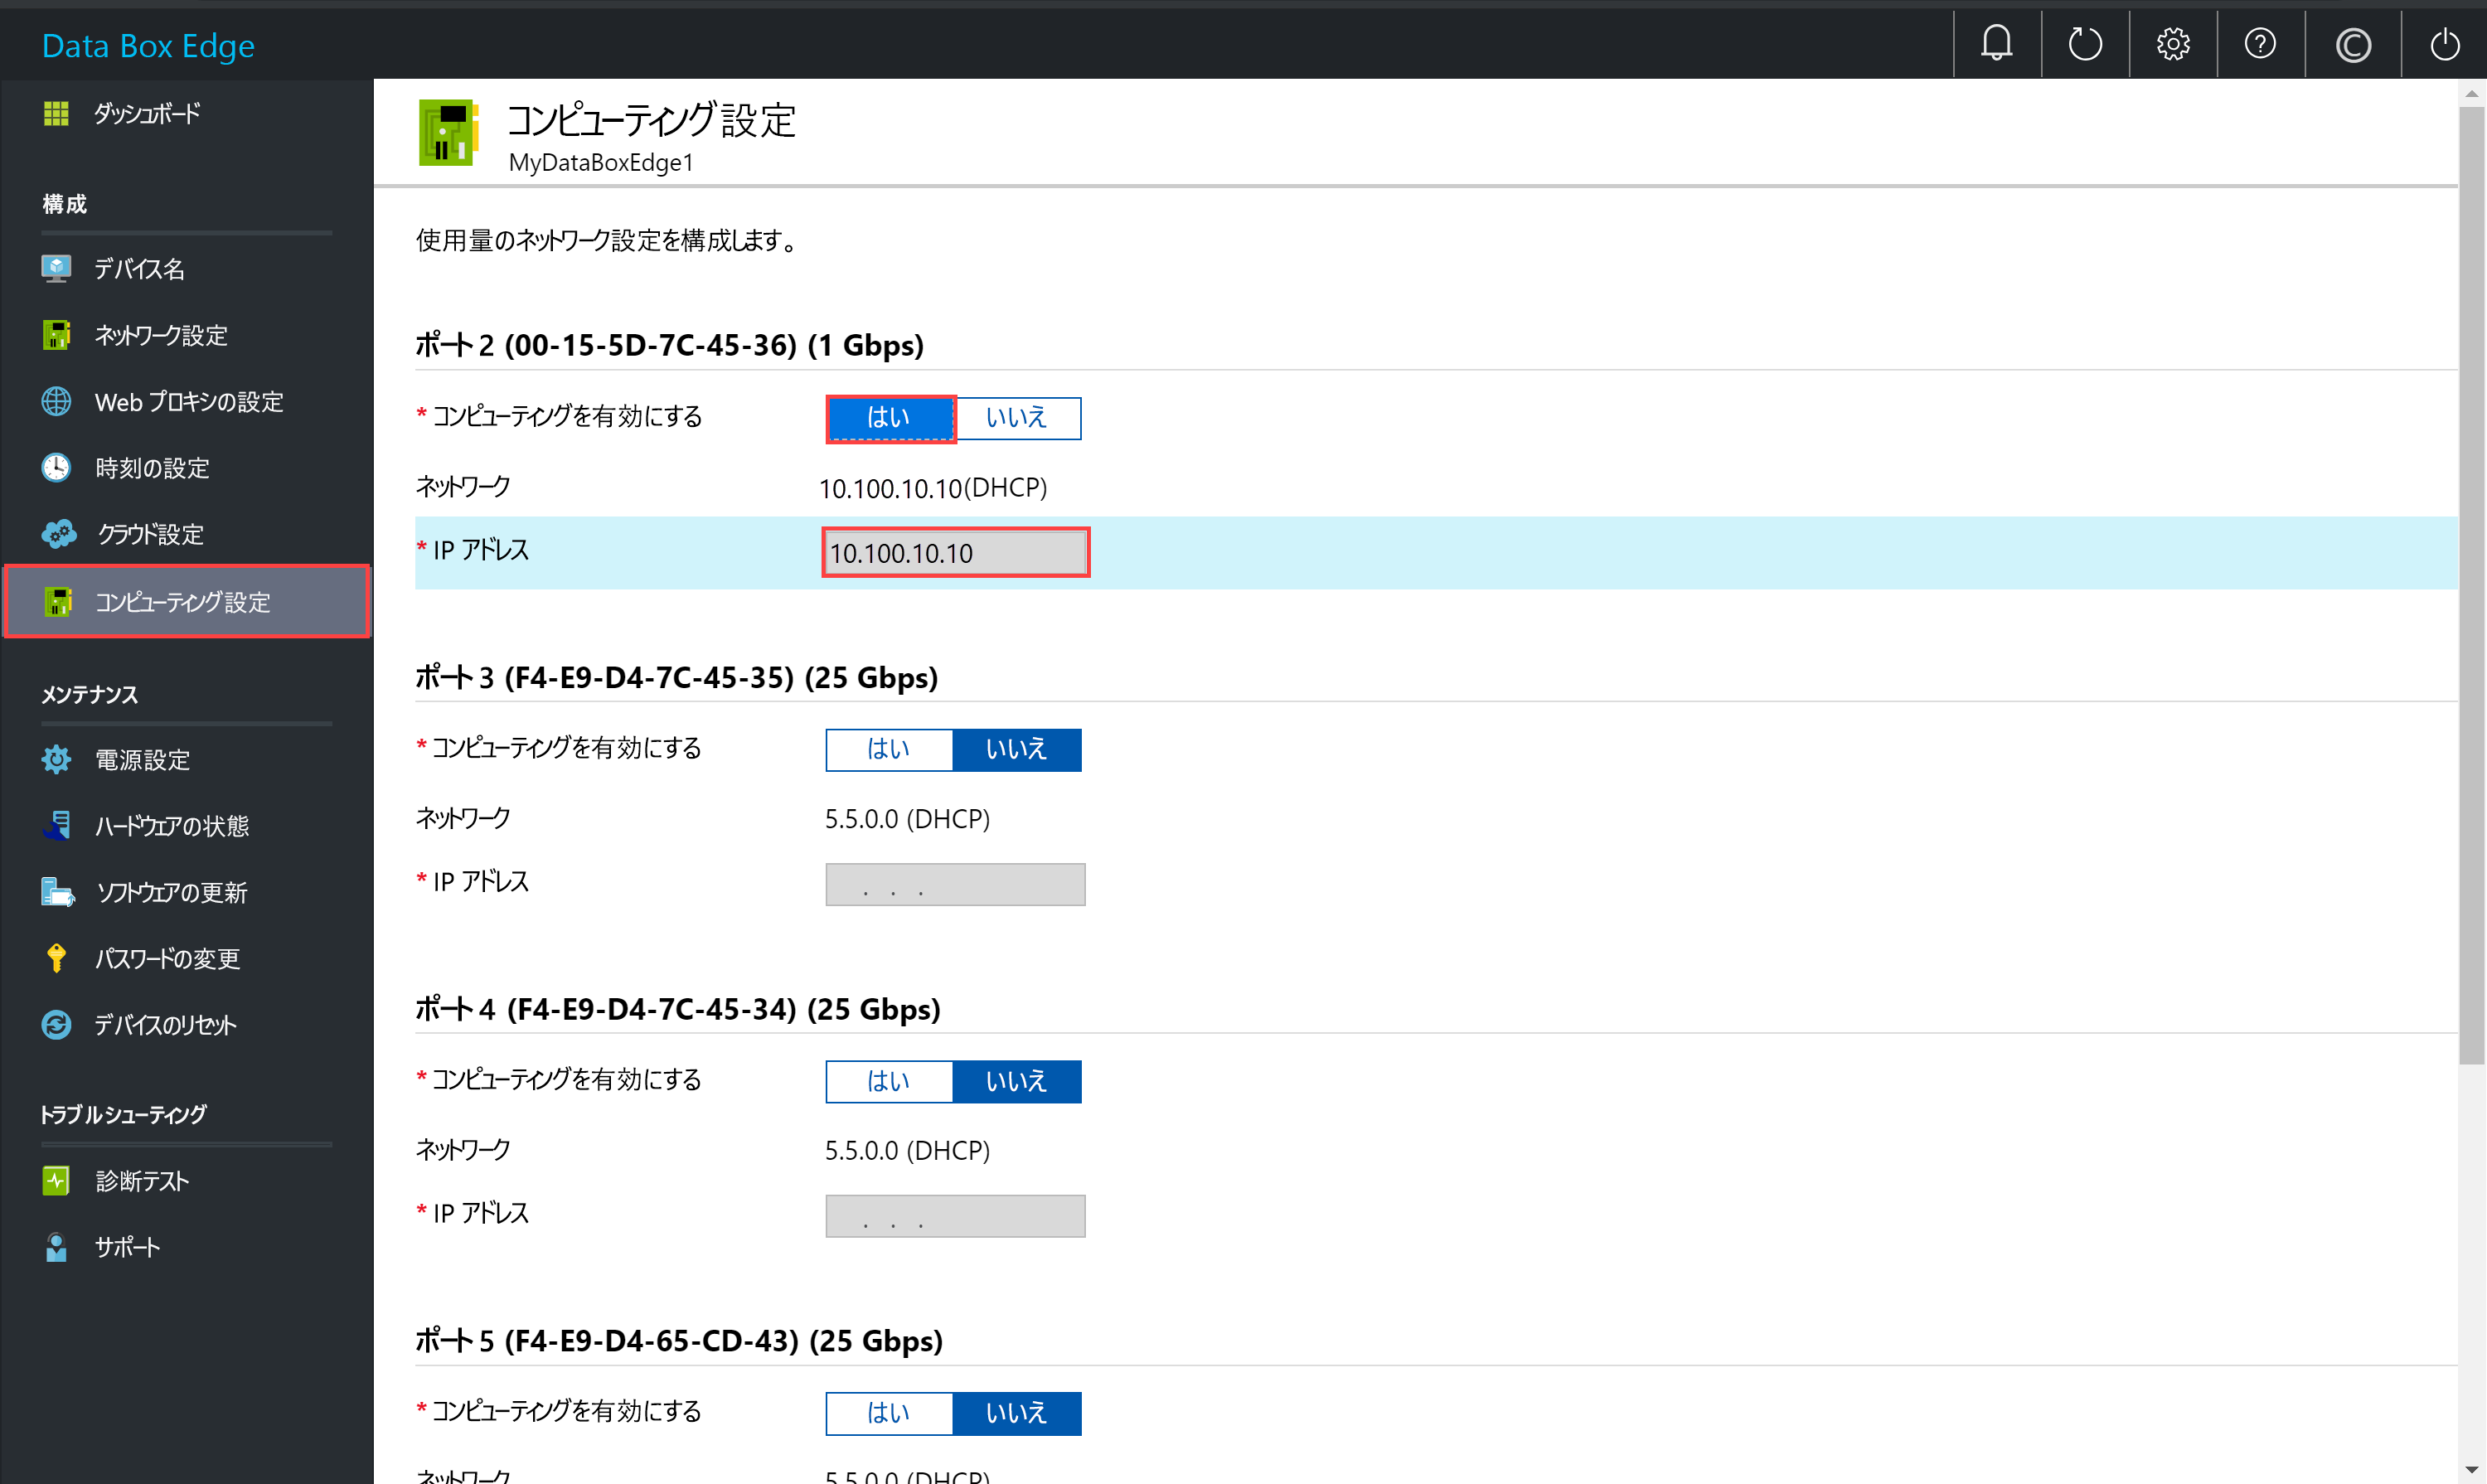 Data Box Edge
ダッシュボード
構成
デバイス名
ネットワーク設定
Web プロキシの設定
時刻の設定
クラウド設定
コンピューティング設定
メンテナンス
電源設定
ハードウェアの状態
ソフトウェアの更新
パスワードの変更
デバイスのリセット
トラブルシューティング
診断テスト
サポート
コンピューティング設定
MyDataBoxEdge1
使用量のネットワーク設定を構成します。
ポート 2 (00-15-5D-7C-45-36) (1 Gbps)
* コンピューティングを有効にする はい いいえ
ネットワーク 10.100.10.10(DHCP)
* IP アドレス 10.100.10.10
ポート 3 (F4-E9-D4-7C-45-35) (25 Gbps)
* コンピューティングを有効にする はい いいえ
ネットワーク 5.5.0.0 (DHCP)
* IP アドレス . . .
ポート 4 (F4-E9-D4-7C-45-34) (25 Gbps)
* コンピューティングを有効にする はい いいえ
ネットワーク 5.5.0.0 (DHCP)
* IP アドレス . . .
ポート 5 (F4-E9-D4-65-CD-43) (25 Gbps)
* コンピューティングを有効にする はい いいえ
ネットワーク 5.5.0.0 (DHCP)